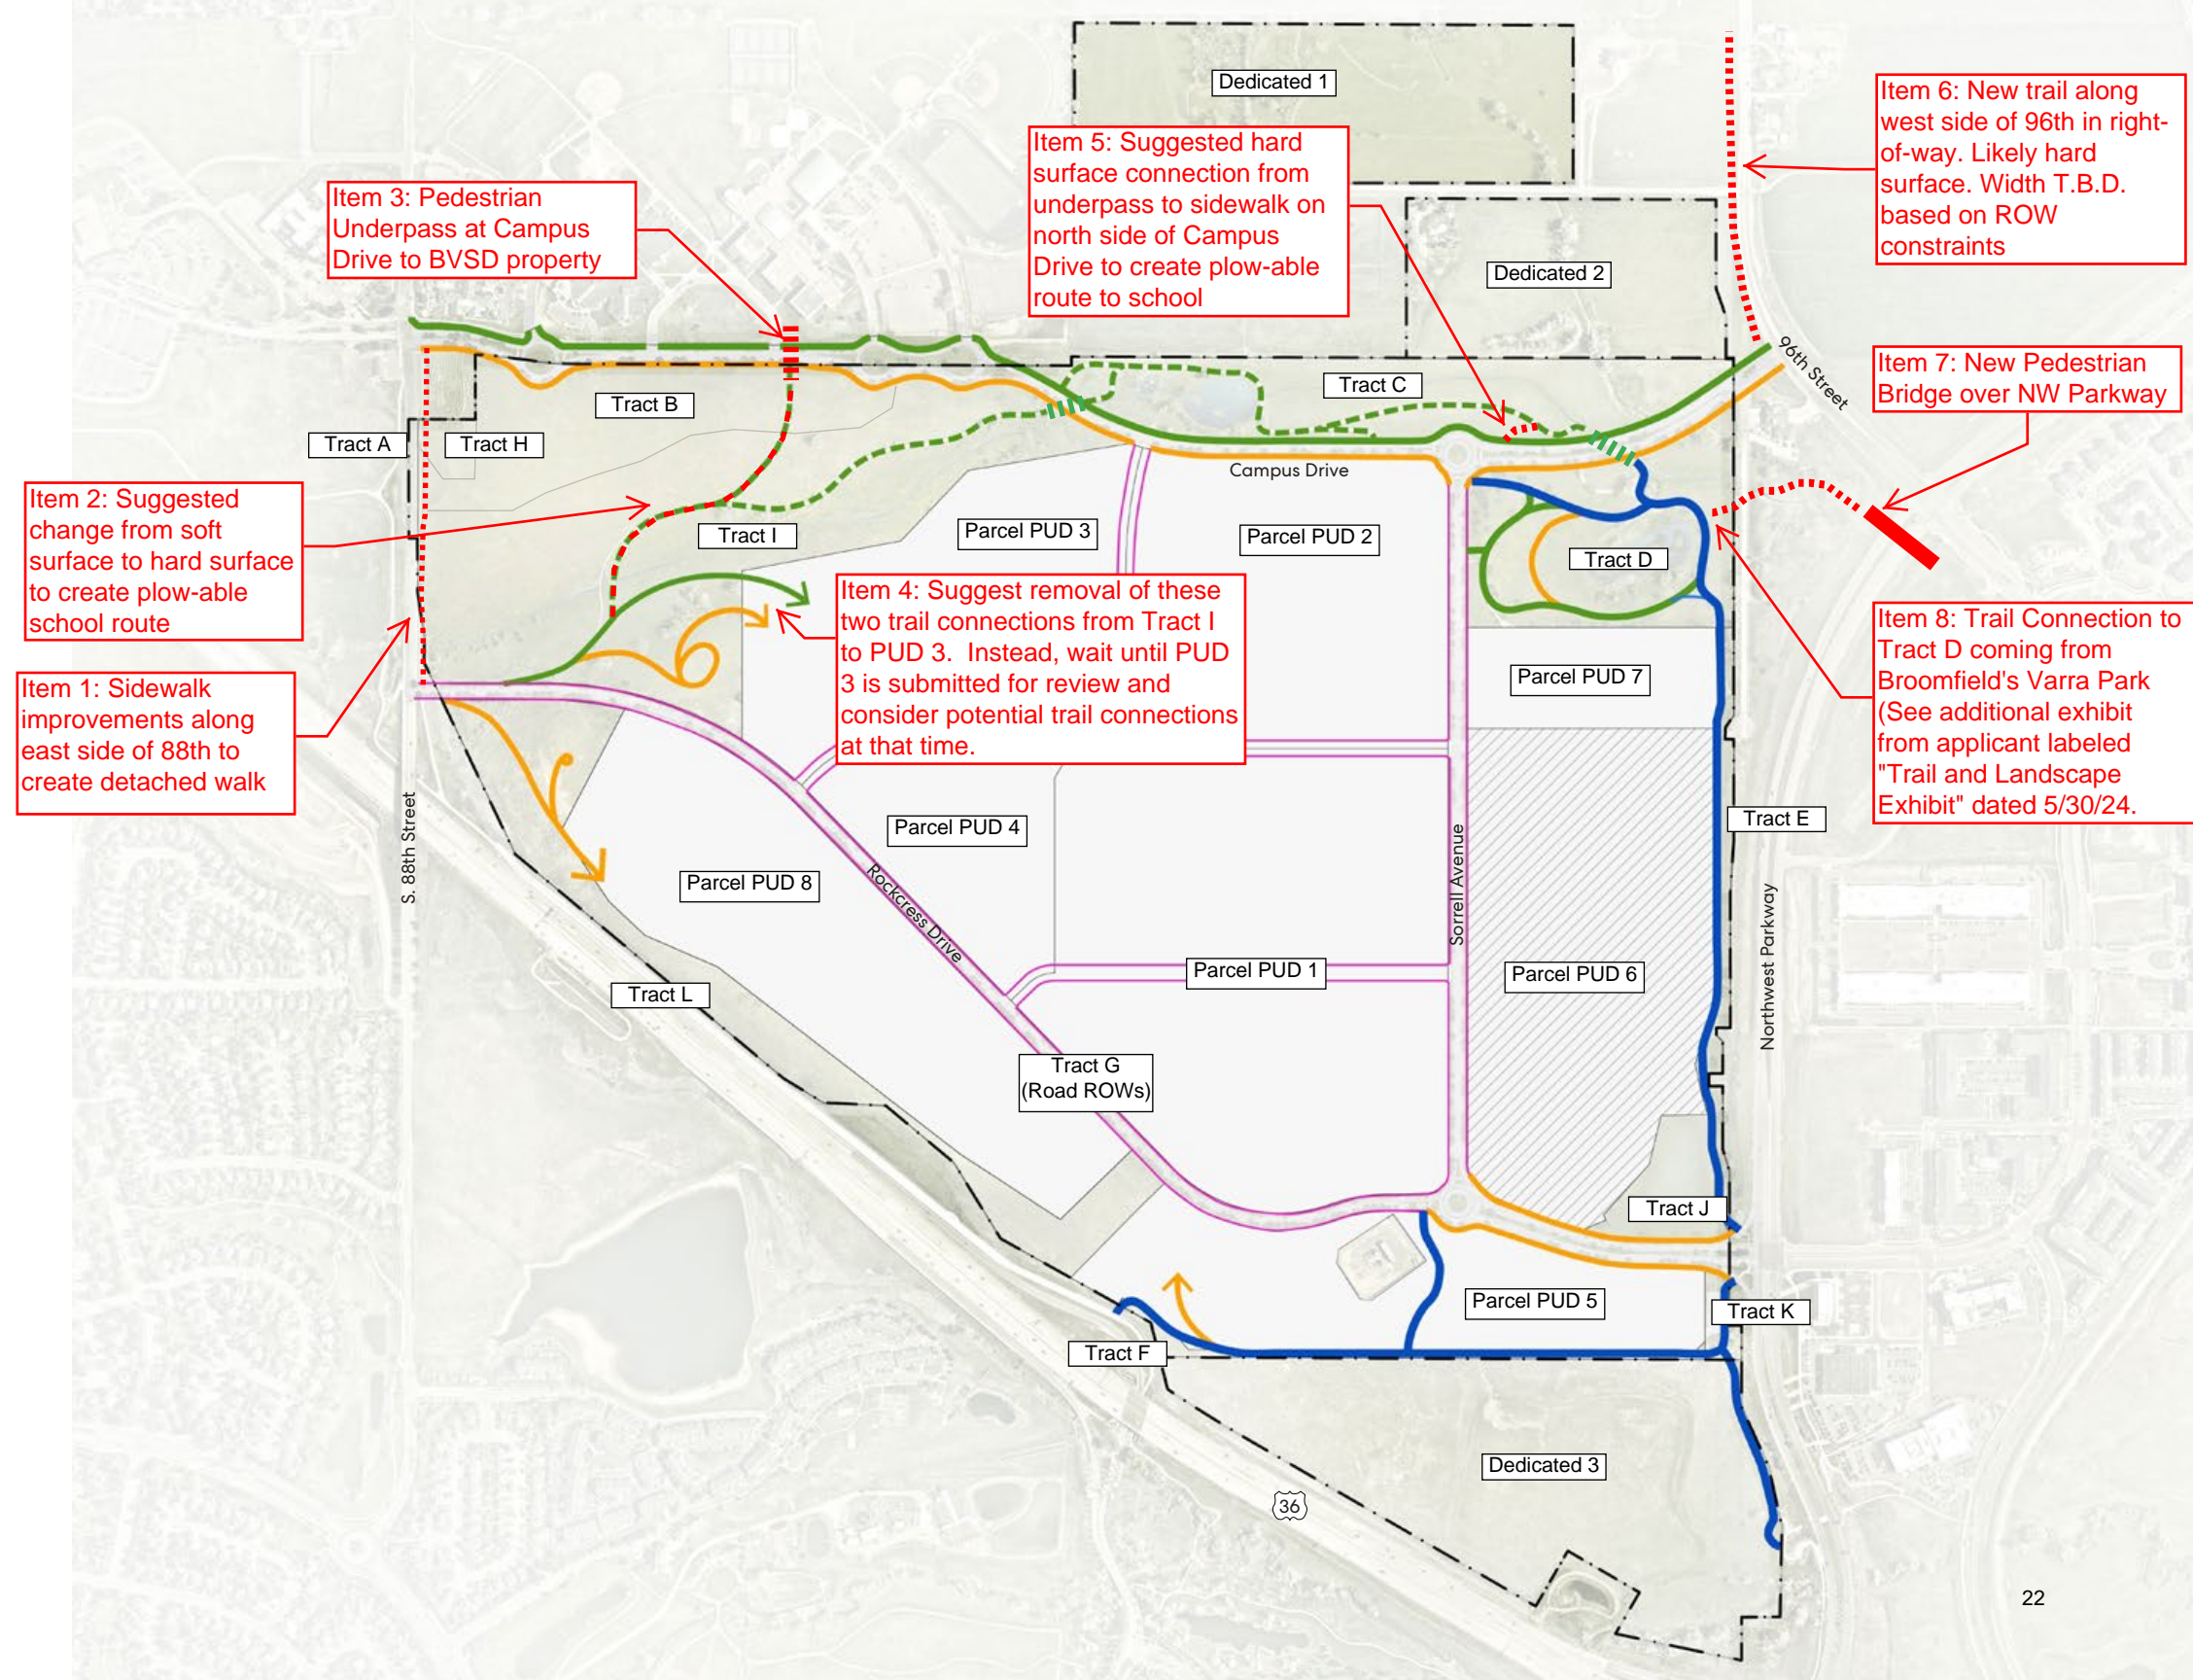 Dedicated 1
Item 6: New trail along
west side of 96th in right-
of-way. Likely hard
surface. Width T.B.D.
based on ROW
constraints
Item 5: Suggested hard
surface connection from
underpass to sidewalk on
north side of Campus
Drive to create plow-able
route to school
Item 3: Pedestrian
Underpass at Campus
Drive to BVSD property
Dedicated 2
96th Street
Item 7: New Pedestrian
Bridge over NW Parkway
Tract C
Tract B
Tract A
Tract H
Campus Drive
Item 2: Suggested
change from soft
surface to hard surface
to create plow-able
school route
Tract I
Parcel PUD 3
Parcel PUD 2
Tract D
Item 4: Suggest removal of these
two trail connections from Tract I
to PUD 3.  Instead, wait until PUD
3 is submitted for review and
consider potential trail connections
at that time.
Item 8: Trail Connection to
Tract D coming from
Broomfield's Varra Park
(See additional exhibit
from applicant labeled
"Trail and Landscape
Exhibit" dated 5/30/24.
Item 1: Sidewalk
improvements along
east side of 88th to
create detached walk
Parcel PUD 7
Tract E
S. 88th Street
Parcel PUD 4
Parcel PUD 8
Rockcress Drive
Sorrell Avenue
Northwest Parkway
Tract L
Parcel PUD 1
Parcel PUD 6
Tract G
(Road ROWs)
Tract J
Parcel PUD 5
Tract K
Tract F
Dedicated 3
36
22